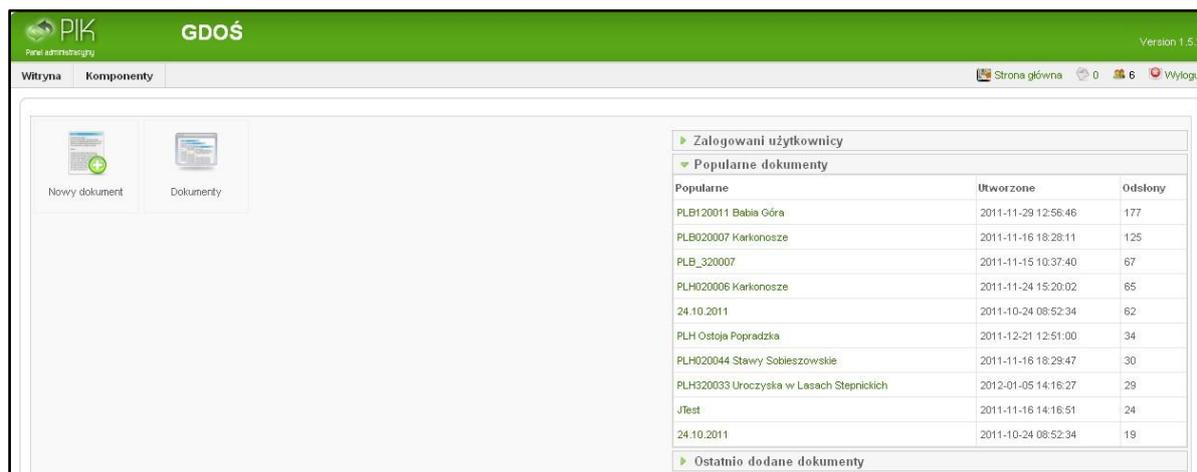 PIK
GDOŚ
Panel administracyjny
Version 1.5.
Witryna Komponenty Strona główna 0 6 Wylogu
Nowy dokument Dokumenty
Zalogowani użytkownicy
Popularne dokumenty
Popularne Utworzone Odsłony
PLB120011 Babia Góra 2011-11-29 12:56:46 177
PLB020007 Karkonosze 2011-11-16 18:28:11 125
PLB_320007 2011-11-15 10:37:40 67
PLH020006 Karkonosze 2011-11-24 15:20:02 65
24.10.2011 2011-10-24 08:52:34 62
PLH Ostoja Popradzka 2011-12-21 12:51:00 34
PLH020044 Stawy Sobieszowskie 2011-11-16 18:29:47 30
PLH320033 Uroczyska w Lasach Stepnickich 2012-01-05 14:16:27 29
JTest 2011-11-16 14:16:51 24
24.10.2011 2011-10-24 08:52:34 19
Ostatnio dodane dokumenty